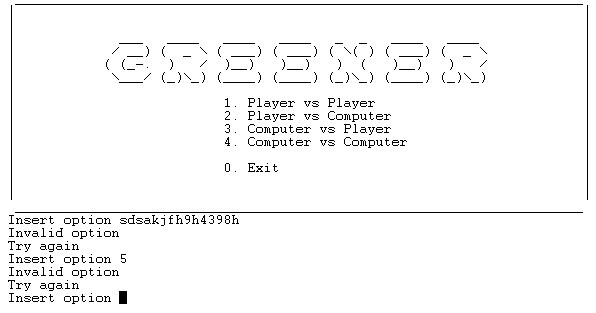 GREENER
1. Player vs Player
2. Player vs Computer
3. Computer vs Player
4. Computer vs Computer
0. Exit
Insert option sdsakjfh9h4398h
Invalid option
Try again
Insert option 5
Invalid option
Try again
Insert option